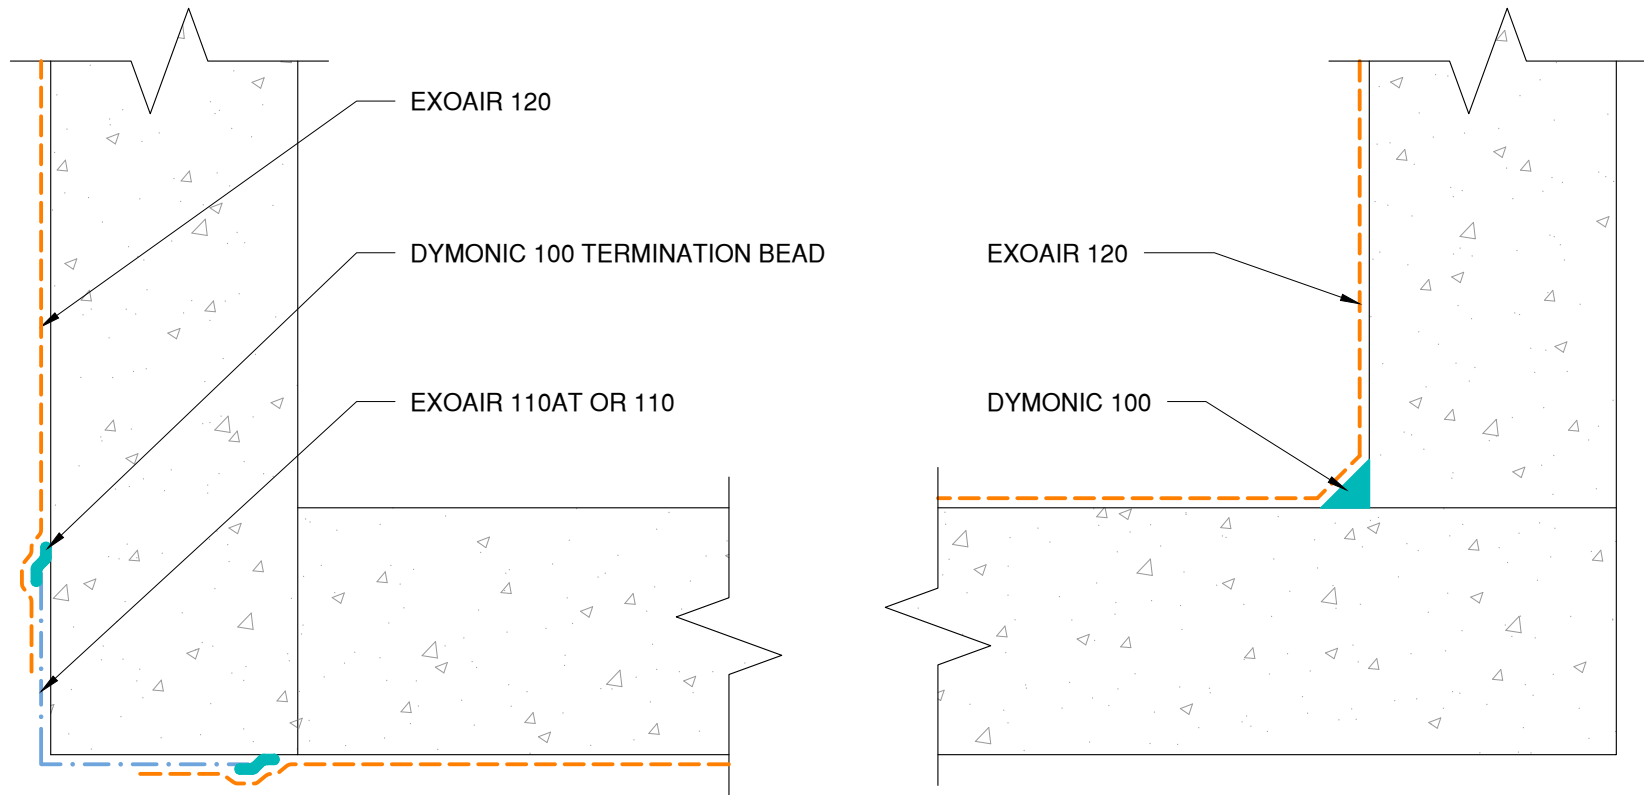 EXOAIR 120
DYMONIC 100 TERMINATION BEAD
EXOAIR 110AT OR 110
EXOAIR 120
DYMONIC 100